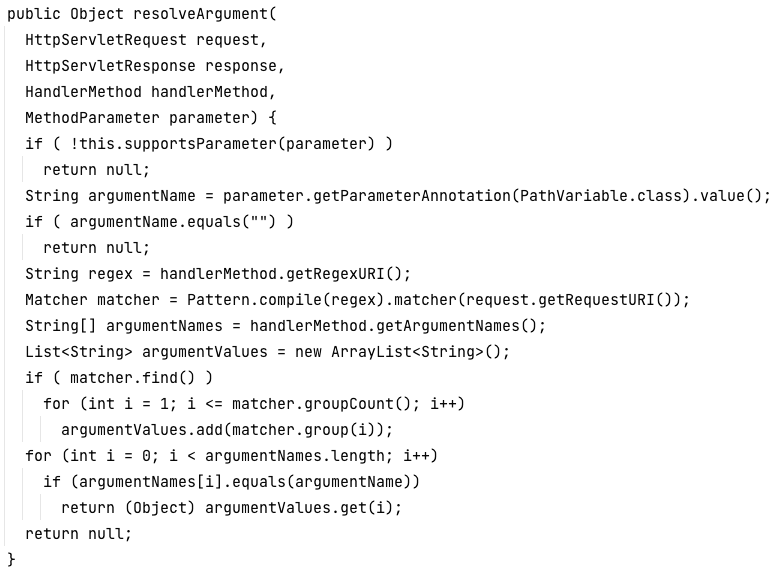 public Object resolveArgument(
  HttpServletRequest request,
  HttpServletResponse response,
  HandlerMethod handlerMethod,
  MethodParameter parameter) {
  if ( !this.supportsParameter(parameter) )
    return null;
  String argumentName = parameter.getParameterAnnotation(PathVariable.class).value();
  if ( argumentName.equals("") )
    return null;
  String regex = handlerMethod.getRegexURI();
  Matcher matcher = Pattern.compile(regex).matcher(request.getRequestURI());
  String[] argumentNames = handlerMethod.getArgumentNames();
  List<String> argumentValues = new ArrayList<String>();
  if ( matcher.find() )
    for (int i = 1; i <= matcher.groupCount(); i++)
      argumentValues.add(matcher.group(i));
  for (int i = 0; i < argumentNames.length; i++)
    if (argumentNames[i].equals(argumentName))
      return (Object) argumentValues.get(i);
  return null;
}